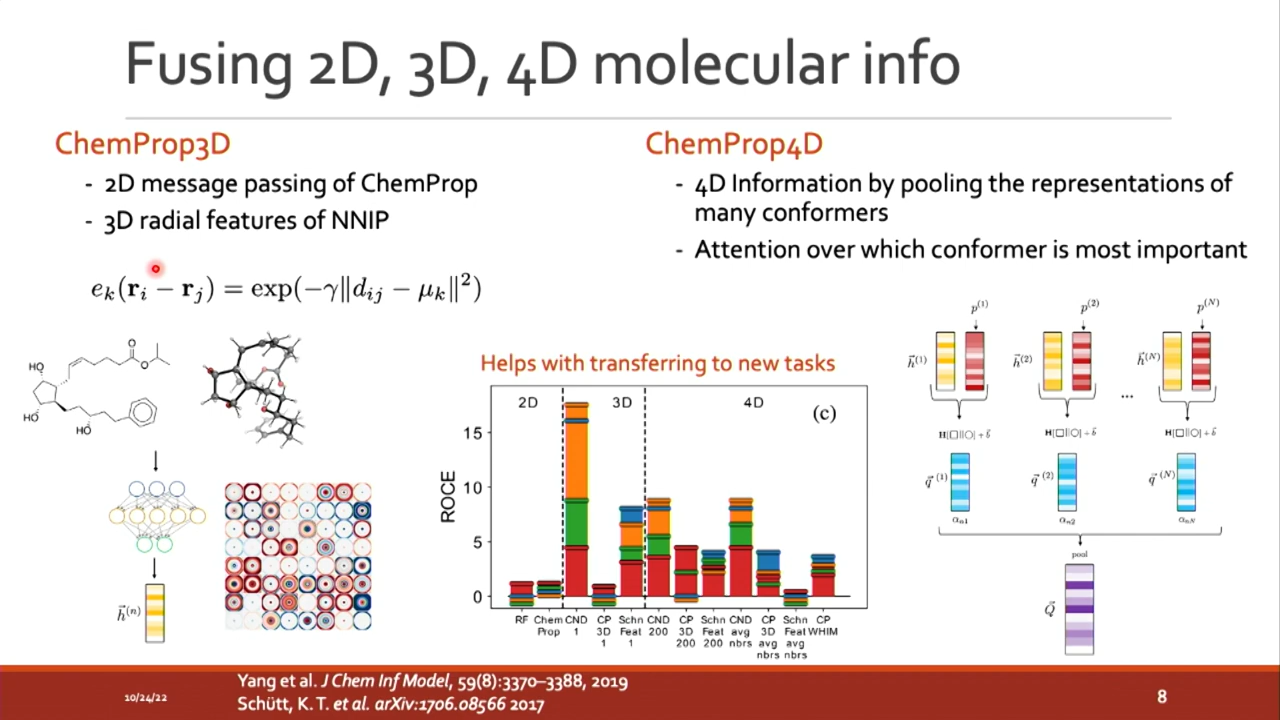 Fusing 2D, 3D, 4D molecular info
ChemProp3D
- 2D message passing of ChemProp
- 3D radial features of NNIP
e_k(r_i − r_j) = exp(−γ‖d_ij − μ_k‖²)
HO
O
O
HO
HO
h⃗^(n)
ChemProp4D
- 4D Information by pooling the representations of
many conformers
- Attention over which conformer is most important
Helps with transferring to new tasks
2D 3D 4D (c)
ROCE
15
10
5
0
RF
Chem Prop
CND 1
CP 3D 1
Schn Feat 1
CND 200
CP 3D 200
Schn Feat 200
CND avg nbrs
CP 3D avg nbrs
Schn Feat avg nbrs
CP WHIM
p^(1) p^(2) p^(N)
h⃗^(1) h⃗^(2) h⃗^(N)
...
H[□||○] + b⃗ H[□||○] + b⃗ H[□||○] + b⃗
q⃗^(1) q⃗^(2) q⃗^(N)
α_n1 α_n2 α_nN
pool
Q⃗
10/24/22
Yang et al. J Chem Inf Model, 59(8):3370–3388, 2019
Schütt, K. T. et al. arXiv:1706.08566 2017
8